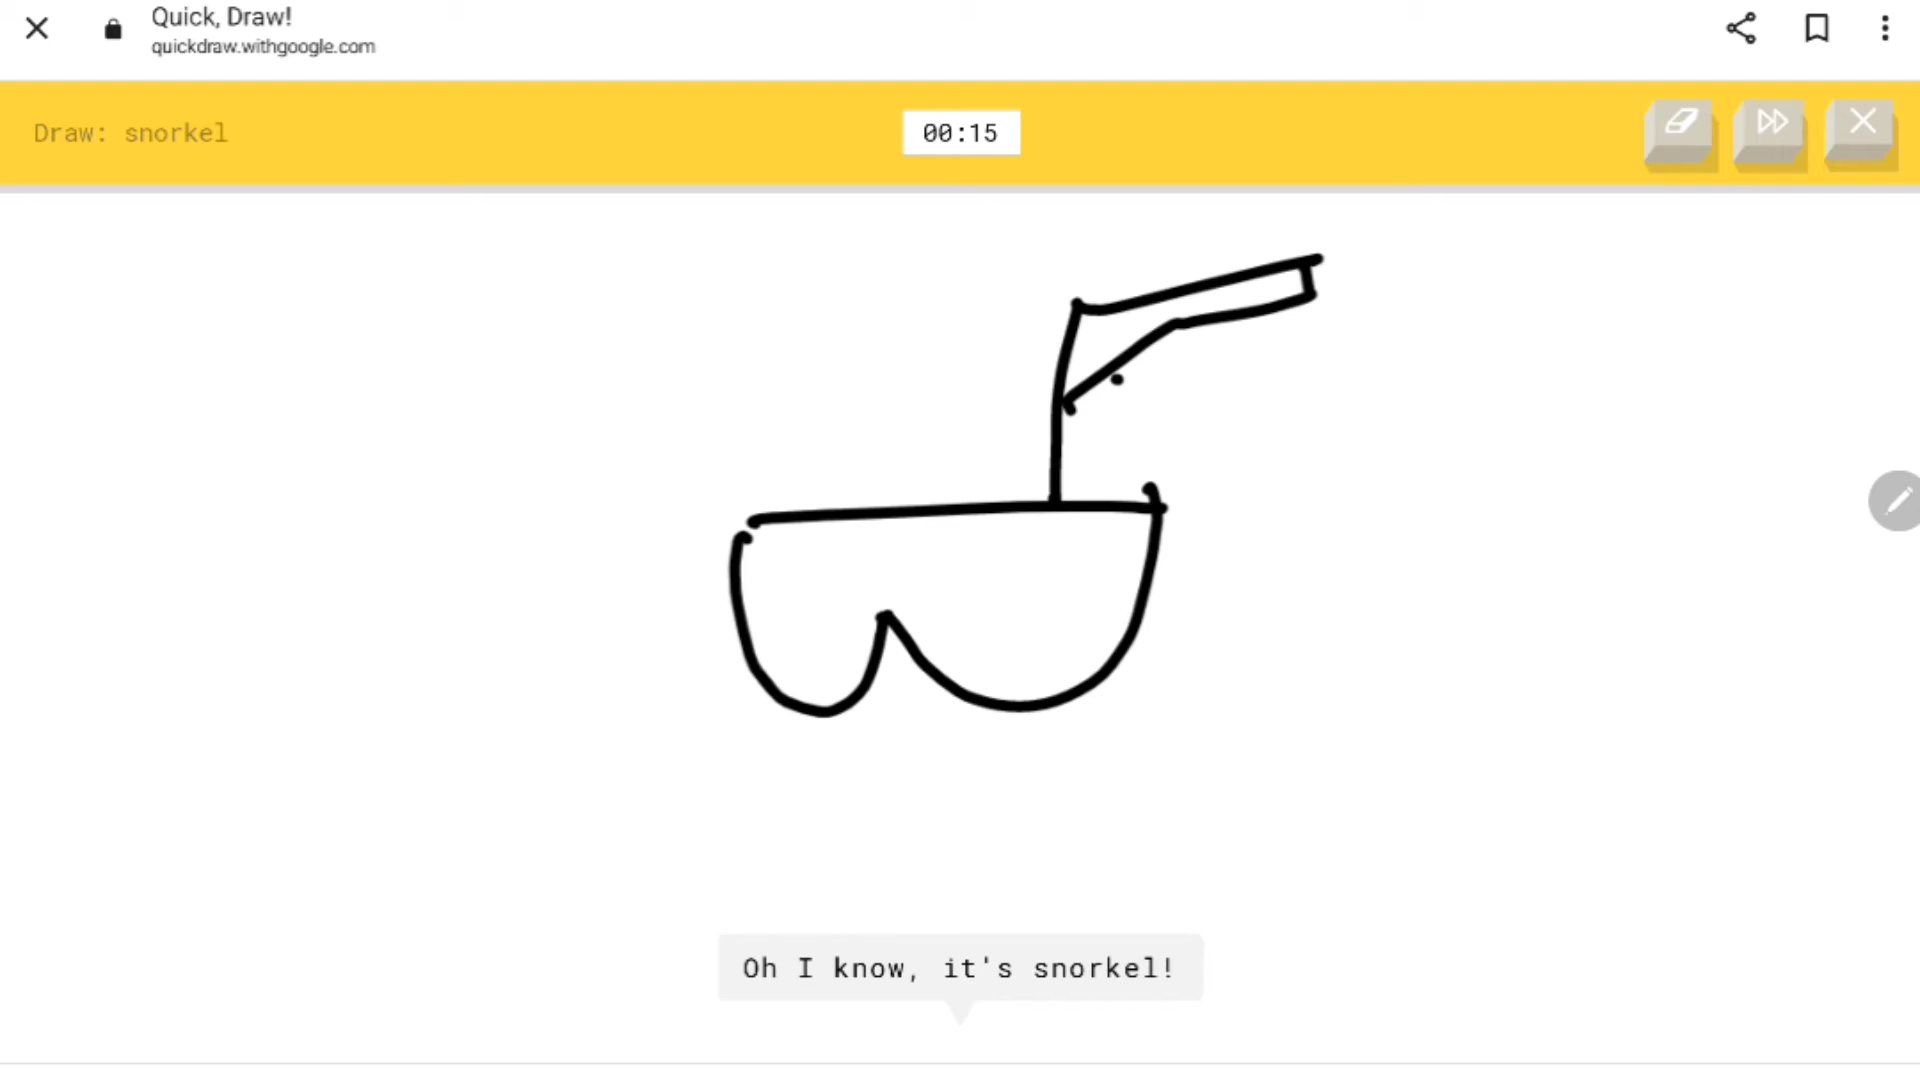 Quick, Draw!
quickdraw.withgoogle.com
Draw: snorkel
00:15
Oh I know, it's snorkel!